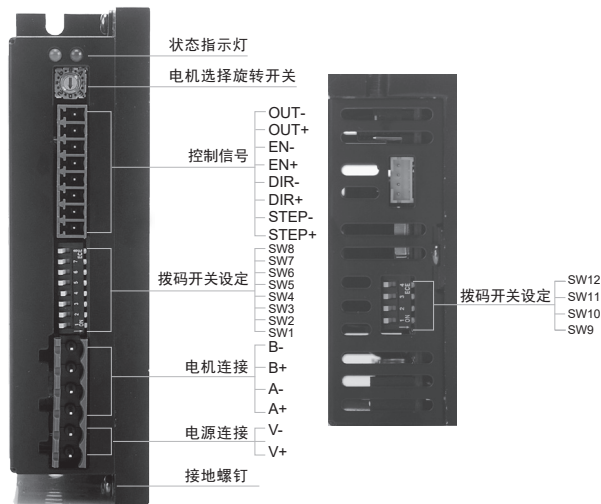 状态指示灯
电机选择旋转开关
控制信号
OUT-
OUT+
EN-
EN+
DIR-
DIR+
STEP-
STEP+
拨码开关设定
SW8
SW7
SW6
SW5
SW4
SW3
SW2
SW1
电机连接
B-
B+
A-
A+
电源连接
V-
V+
接地螺钉
拨码开关设定
SW12
SW11
SW10
SW9